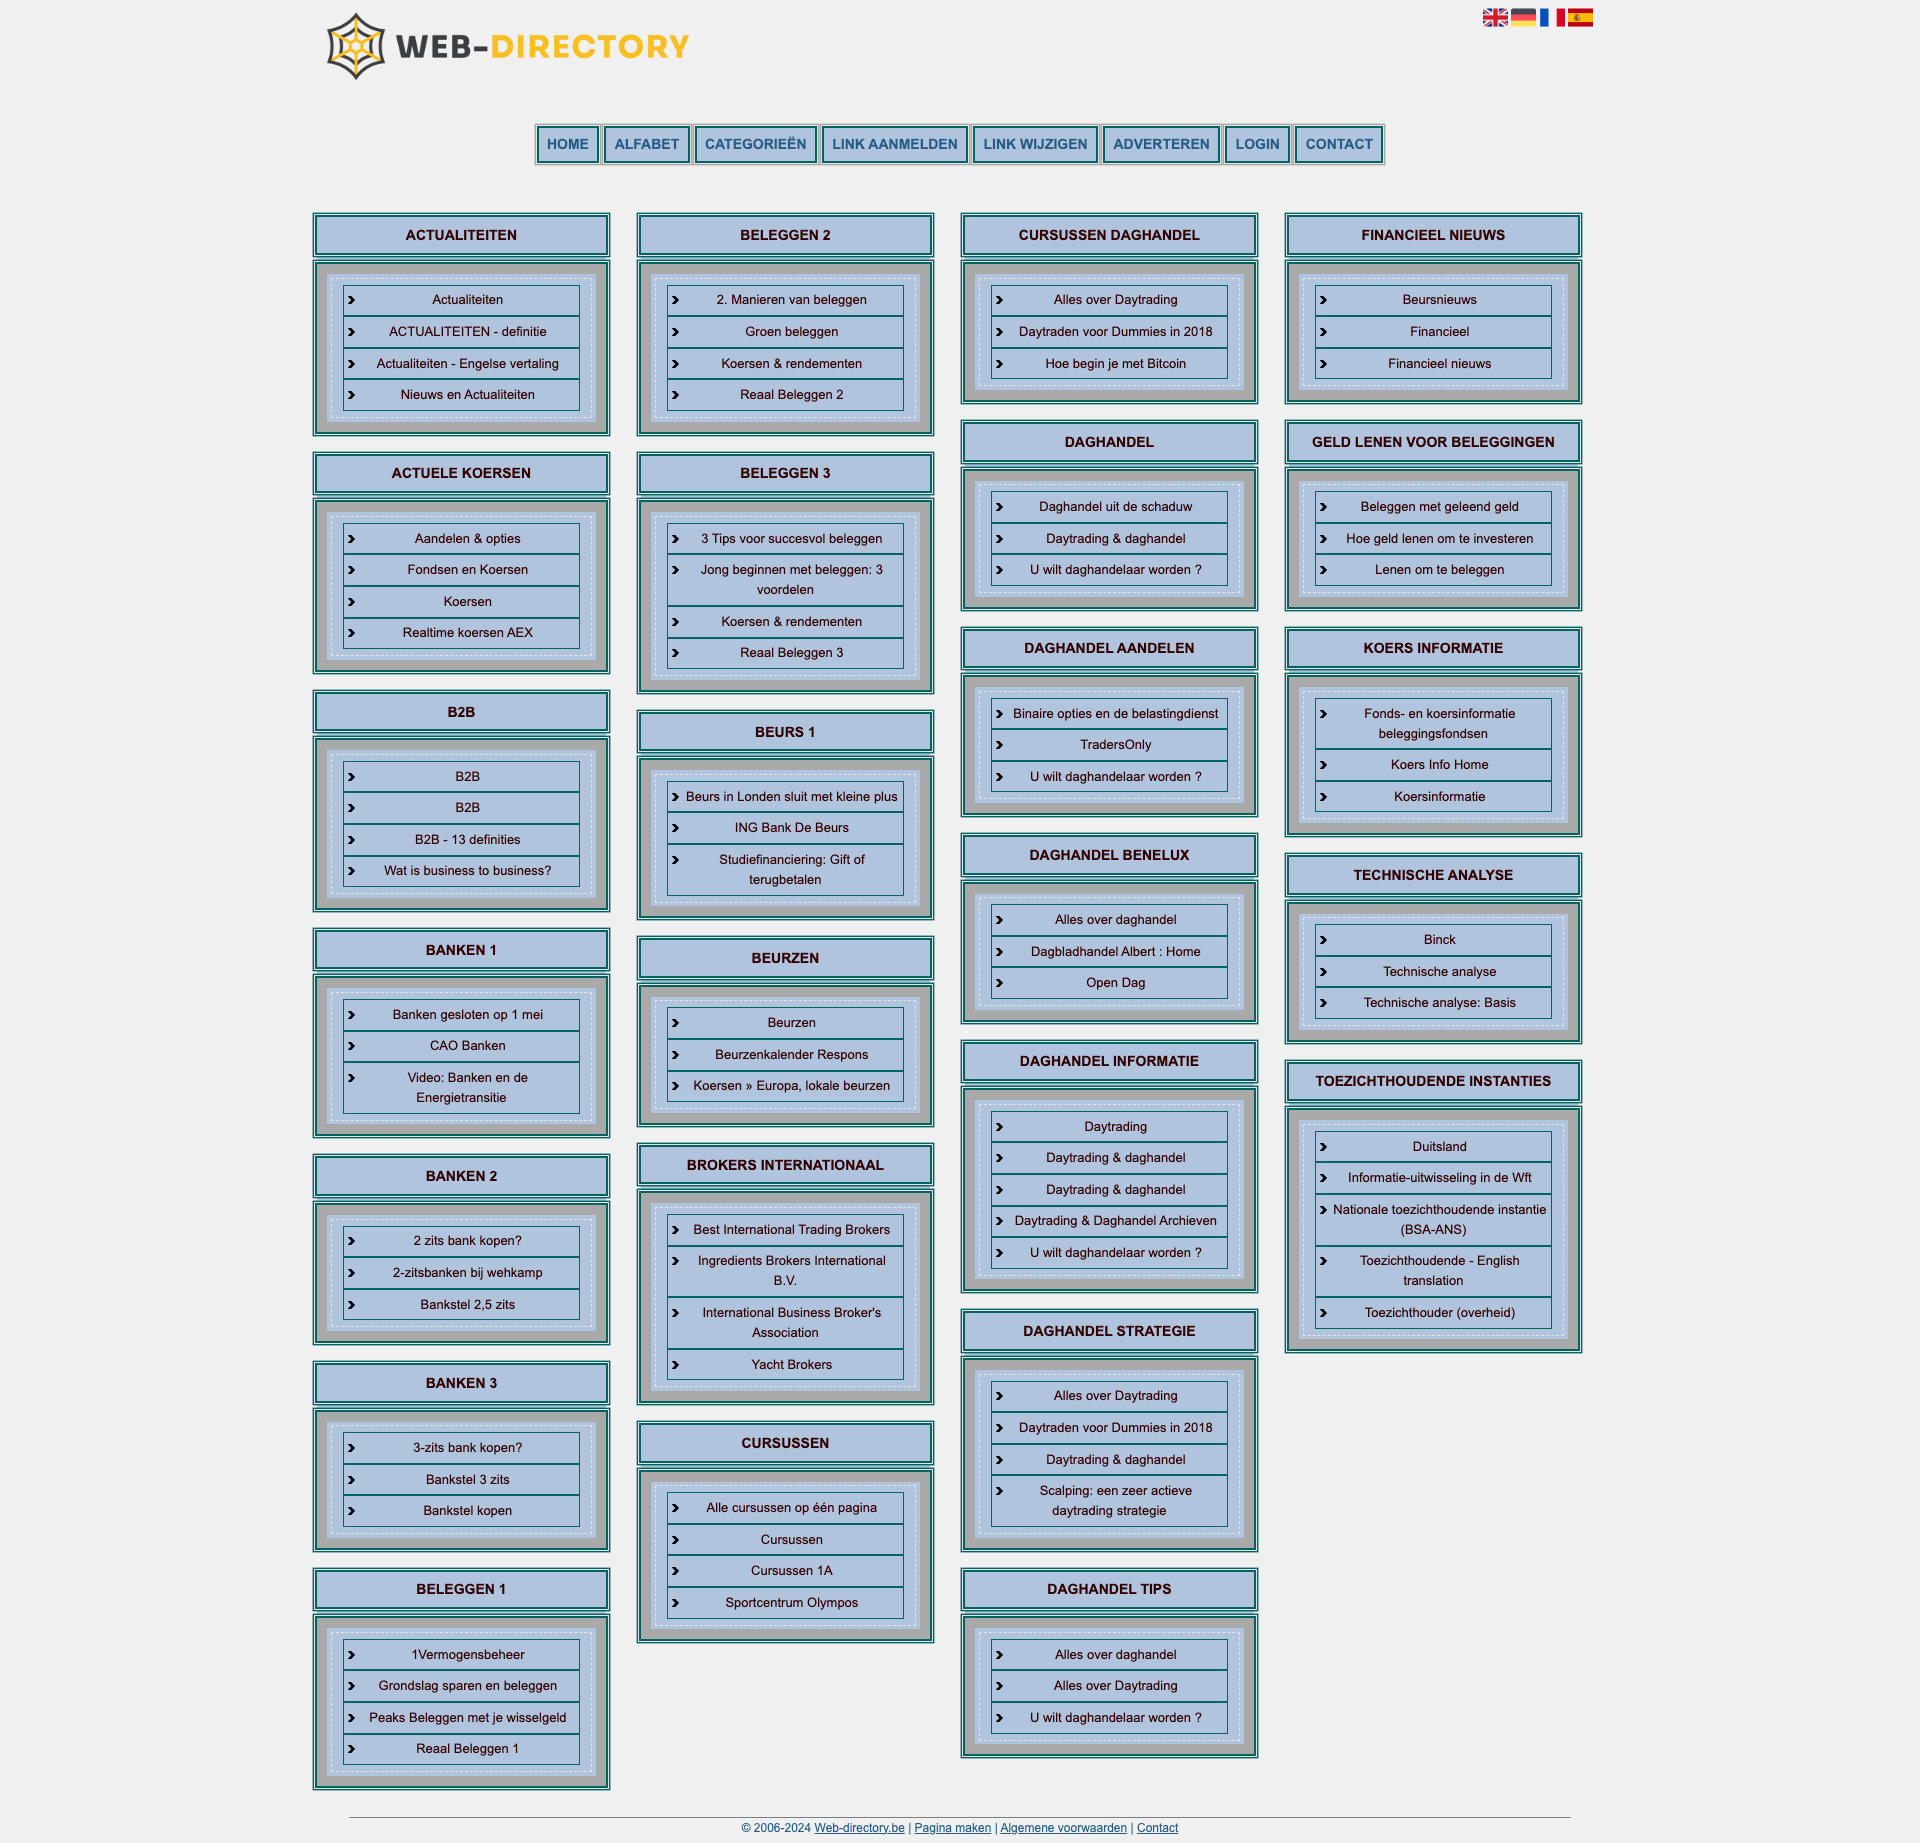 WEB-DIRECTORY
HOME
ALFABET
CATEGORIEËN
LINK AANMELDEN
LINK WIJZIGEN
ADVERTEREN
LOGIN
CONTACT
ACTUALITEITEN
Actualiteiten
ACTUALITEITEN - definitie
Actualiteiten - Engelse vertaling
Nieuws en Actualiteiten
ACTUELE KOERSEN
Aandelen & opties
Fondsen en Koersen
Koersen
Realtime koersen AEX
B2B
B2B
B2B
B2B - 13 definities
Wat is business to business?
BANKEN 1
Banken gesloten op 1 mei
CAO Banken
Video: Banken en de
Energietransitie
BANKEN 2
2 zits bank kopen?
2-zitsbanken bij wehkamp
Bankstel 2,5 zits
BANKEN 3
3-zits bank kopen?
Bankstel 3 zits
Bankstel kopen
BELEGGEN 1
1Vermogensbeheer
Grondslag sparen en beleggen
Peaks Beleggen met je wisselgeld
Reaal Beleggen 1
BELEGGEN 2
2. Manieren van beleggen
Groen beleggen
Koersen & rendementen
Reaal Beleggen 2
BELEGGEN 3
3 Tips voor succesvol beleggen
Jong beginnen met beleggen: 3
voordelen
Koersen & rendementen
Reaal Beleggen 3
BEURS 1
Beurs in Londen sluit met kleine plus
ING Bank De Beurs
Studiefinanciering: Gift of
terugbetalen
BEURZEN
Beurzen
Beurzenkalender Respons
Koersen » Europa, lokale beurzen
BROKERS INTERNATIONAAL
Best International Trading Brokers
Ingredients Brokers International
B.V.
International Business Broker's
Association
Yacht Brokers
CURSUSSEN
Alle cursussen op één pagina
Cursussen
Cursussen 1A
Sportcentrum Olympos
CURSUSSEN DAGHANDEL
Alles over Daytrading
Daytraden voor Dummies in 2018
Hoe begin je met Bitcoin
DAGHANDEL
Daghandel uit de schaduw
Daytrading & daghandel
U wilt daghandelaar worden ?
DAGHANDEL AANDELEN
Binaire opties en de belastingdienst
TradersOnly
U wilt daghandelaar worden ?
DAGHANDEL BENELUX
Alles over daghandel
Dagbladhandel Albert : Home
Open Dag
DAGHANDEL INFORMATIE
Daytrading
Daytrading & daghandel
Daytrading & daghandel
Daytrading & Daghandel Archieven
U wilt daghandelaar worden ?
DAGHANDEL STRATEGIE
Alles over Daytrading
Daytraden voor Dummies in 2018
Daytrading & daghandel
Scalping: een zeer actieve
daytrading strategie
DAGHANDEL TIPS
Alles over daghandel
Alles over Daytrading
U wilt daghandelaar worden ?
FINANCIEEL NIEUWS
Beursnieuws
Financieel
Financieel nieuws
GELD LENEN VOOR BELEGGINGEN
Beleggen met geleend geld
Hoe geld lenen om te investeren
Lenen om te beleggen
KOERS INFORMATIE
Fonds- en koersinformatie
beleggingsfondsen
Koers Info Home
Koersinformatie
TECHNISCHE ANALYSE
Binck
Technische analyse
Technische analyse: Basis
TOEZICHTHOUDENDE INSTANTIES
Duitsland
Informatie-uitwisseling in de Wft
Nationale toezichthoudende instantie
(BSA-ANS)
Toezichthoudende - English
translation
Toezichthouder (overheid)
© 2006-2024 Web-directory.be | Pagina maken | Algemene voorwaarden | Contact